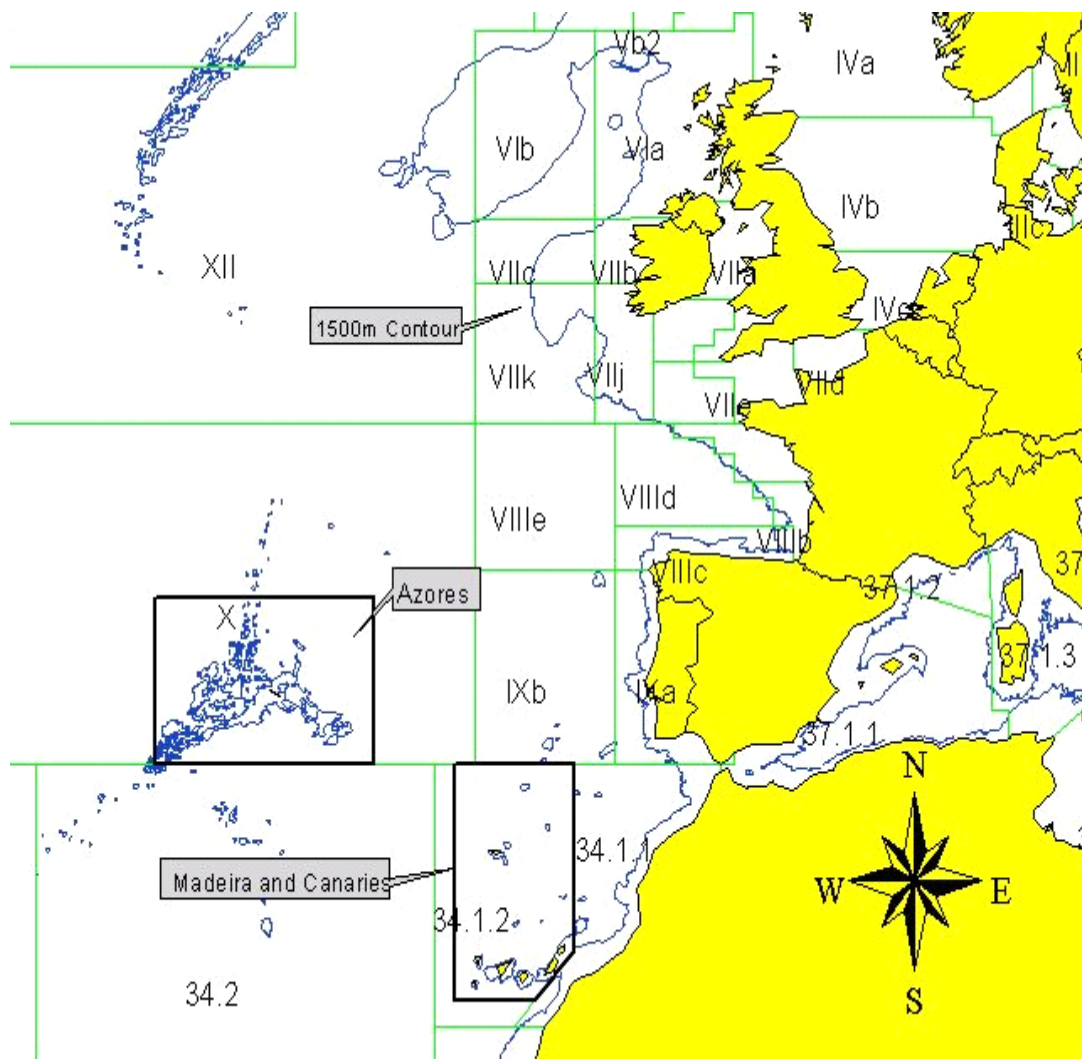 Vb2
IVa
VIb
VIa
IVb
IIc
XII
VIIc
VIIb
VIIa
1500m Contour
IVc
VIIk
VIIj
VIId
VIIe
VIIId
VIIIe
VIIIb
VIIIc
37.1.2
37
Azores
X
37.1.3
IXb
IXa
37.1.1
N
34.1.1
Madeira and Canaries
W
E
34.1.2
34.2
S